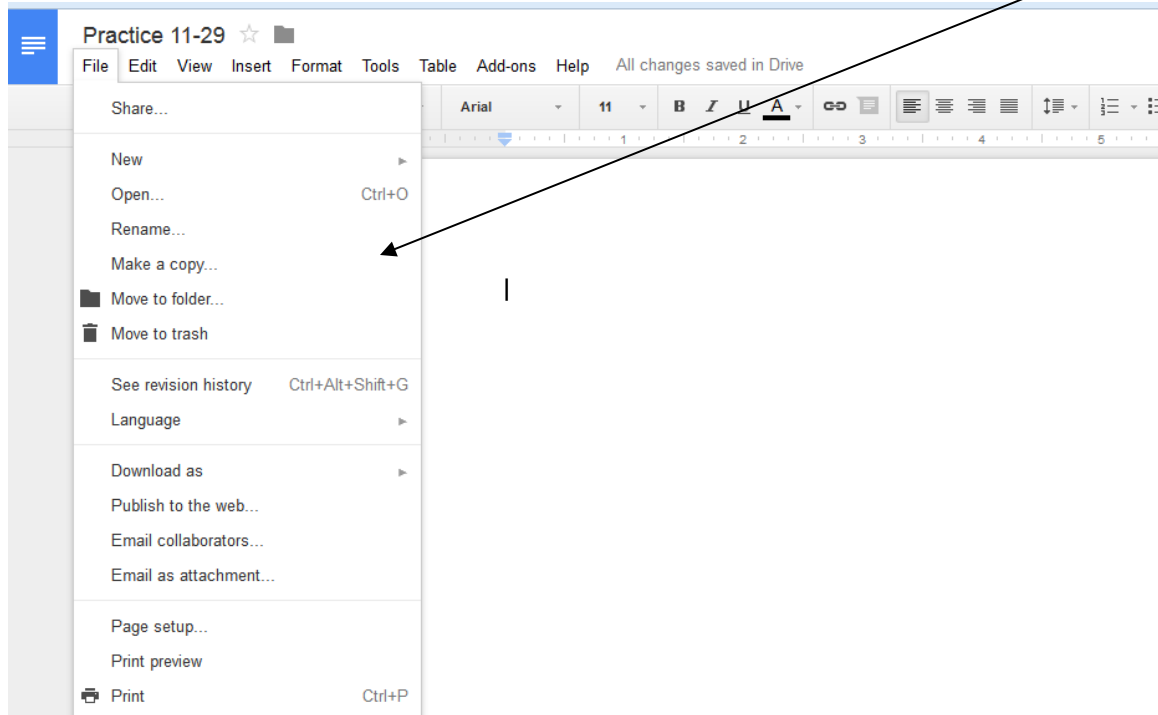 Practice 11-29
File Edit View Insert Format Tools Table Add-ons Help All changes saved in Drive
Share...
Arial 11 B I U A
1 2 3 4 5
New
Open... Ctrl+O
Rename...
Make a copy...
Move to folder...
Move to trash
See revision history Ctrl+Alt+Shift+G
Language
Download as
Publish to the web...
Email collaborators...
Email as attachment...
Page setup...
Print preview
Print Ctrl+P